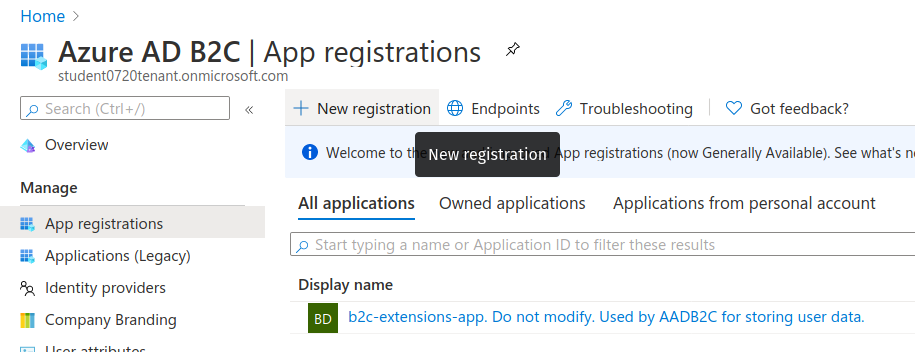 Home >
Azure AD B2C | App registrations
student0720tenant.onmicrosoft.com
Search (Ctrl+/)
«
+ New registration
Endpoints
Troubleshooting
Got feedback?
Overview
Welcome to the
New registration
App registrations (now Generally Available). See what's
Manage
App registrations
Applications (Legacy)
Identity providers
Company Branding
User attributes
All applications
Owned applications
Applications from personal account
Start typing a name or Application ID to filter these results
Display name
BD
b2c-extensions-app. Do not modify. Used by AADB2C for storing user data.